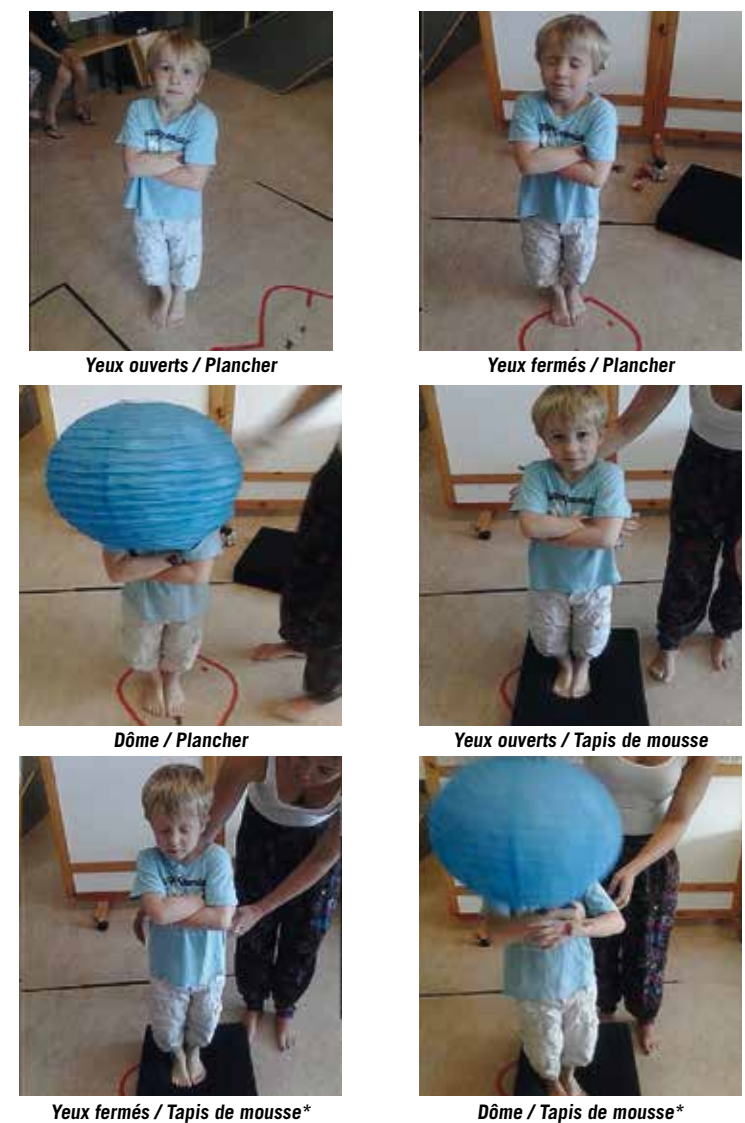 Yeux ouverts / Plancher
Yeux fermés / Plancher
Dôme / Plancher
Yeux ouverts / Tapis de mousse
Yeux fermés / Tapis de mousse*
Dôme / Tapis de mousse*